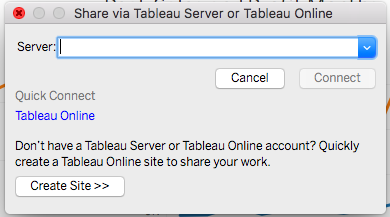 Share via Tableau Server or Tableau Online
Server:
Cancel
Connect
Quick Connect
Tableau Online
Don't have a Tableau Server or Tableau Online account? Quickly
create a Tableau Online site to share your work.
Create Site >>